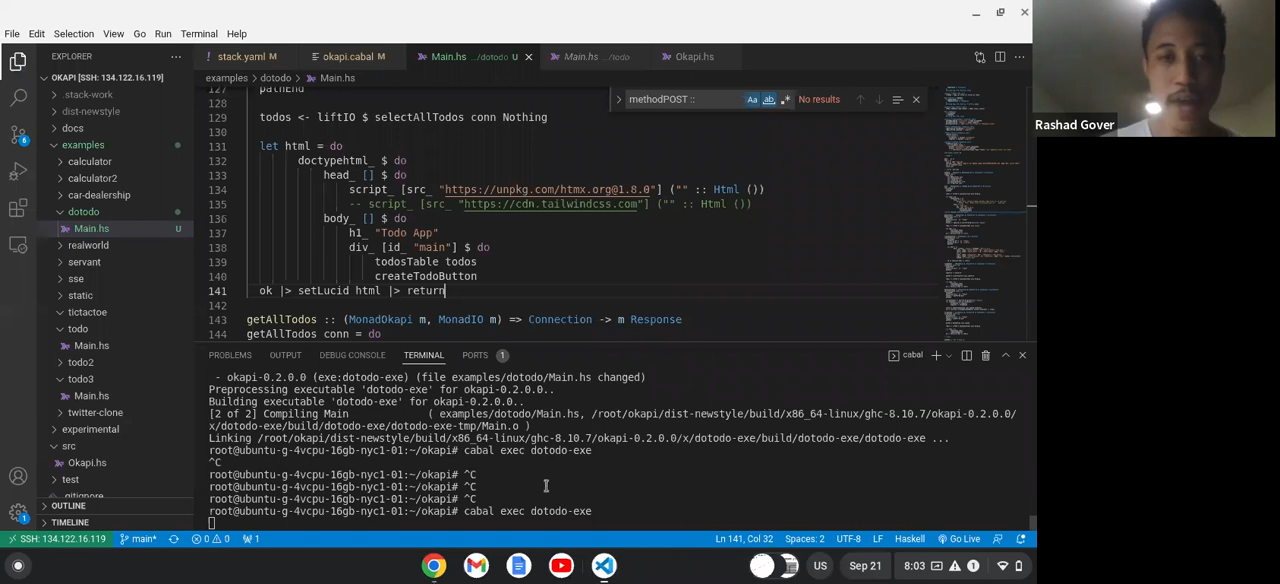 File Edit Selection View Go Run Terminal Help
EXPLORER ···
! stack.yaml M okapi.cabal M Main.hs .../dotodo U × Main.hs .../todo Okapi.hs ···
OKAPI [SSH: 134.122.16.119]
examples > dotodo > Main.hs
methodPOST :: Aa ab No results
.stack-work
dist-newstyle
docs
examples
calculator
calculator2
car-dealership
dotodo
Main.hs U
realworld
servant
sse
static
tictactoe
todo
Main.hs
todo2
todo3
Main.hs
twitter-clone
experimental
src
Okapi.hs
test
.gitignore
OUTLINE
TIMELINE
6
1
127 pathEnd
128
129 todos <- liftIO $ selectAllTodos conn Nothing
130
131 let html = do
132 doctypehtml_ $ do
133 head_ [] $ do
134 script_ [src_ "https://unpkg.com/htmx.org@1.8.0"] ("" :: Html ())
135 -- script_ [src_ "https://cdn.tailwindcss.com"] ("" :: Html ())
136 body_ [] $ do
137 h1_ "Todo App"
138 div_ [id_ "main"] $ do
139 todosTable todos
140 createTodoButton
141 ok |> setLucid html |> return
142
143 getAllTodos :: (MonadOkapi m, MonadIO m) => Connection -> m Response
144 getAllTodos conn = do
PROBLEMS OUTPUT DEBUG CONSOLE TERMINAL PORTS 1 cabal
- okapi-0.2.0.0 (exe:dotodo-exe) (file examples/dotodo/Main.hs changed)
Preprocessing executable 'dotodo-exe' for okapi-0.2.0.0..
Building executable 'dotodo-exe' for okapi-0.2.0.0..
[2 of 2] Compiling Main ( examples/dotodo/Main.hs, /root/okapi/dist-newstyle/build/x86_64-linux/ghc-8.10.7/okapi-0.2.0.0/
x/dotodo-exe/build/dotodo-exe/dotodo-exe-tmp/Main.o )
Linking /root/okapi/dist-newstyle/build/x86_64-linux/ghc-8.10.7/okapi-0.2.0.0/x/dotodo-exe/build/dotodo-exe/dotodo-exe ...
root@ubuntu-g-4vcpu-16gb-nyc1-01:~/okapi# cabal exec dotodo-exe
^C
root@ubuntu-g-4vcpu-16gb-nyc1-01:~/okapi# ^C
root@ubuntu-g-4vcpu-16gb-nyc1-01:~/okapi# ^C
root@ubuntu-g-4vcpu-16gb-nyc1-01:~/okapi# ^C
root@ubuntu-g-4vcpu-16gb-nyc1-01:~/okapi# cabal exec dotodo-exe
SSH: 134.122.16.119 main* 0 0 1 Ln 141, Col 32 Spaces: 2 UTF-8 LF Haskell Go Live
US Sep 21 8:03 1
Rashad Gover